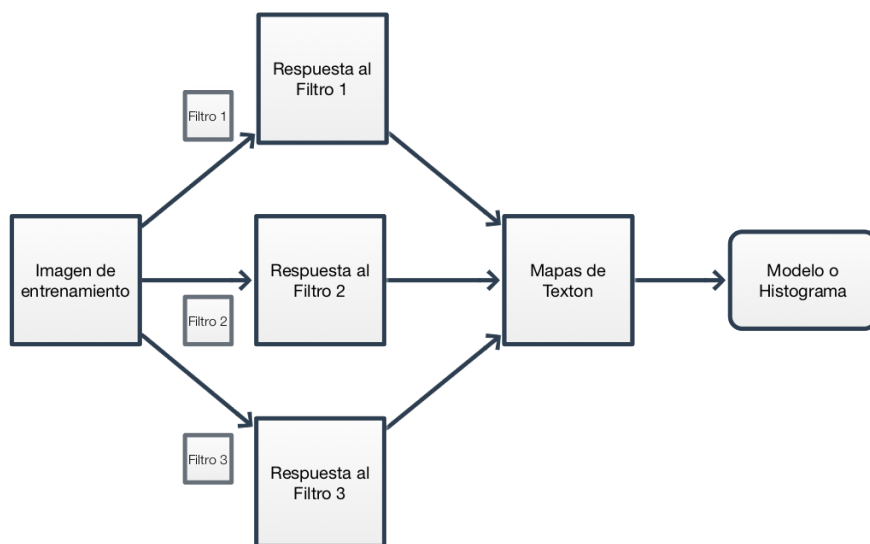 Respuesta al
Filtro 1
Filtro 1
Imagen de
entrenamiento
Respuesta al
Filtro 2
Filtro 2
Mapas de
Texton
Modelo o
Histograma
Respuesta al
Filtro 3
Filtro 3